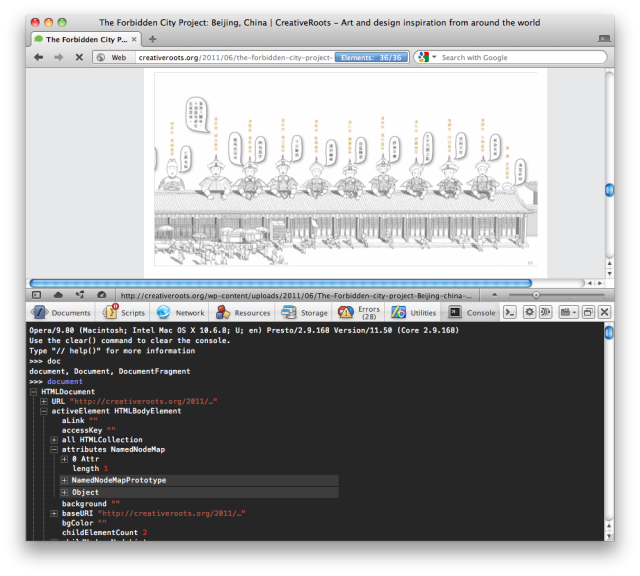 The Forbidden City Project: Beijing, China | CreativeRoots – Art and design inspiration from around the world
The Forbidden City P...
Web
creativeroots.org/2011/06/the-forbidden-city-project-
Elements: 36/36
Search with Google
http://creativeroots.org/wp-content/uploads/2011/06/The-Forbidden-city-project-Beijing-china-...
Documents
Scripts
Network
Resources
Storage
Errors (28)
Utilities
Console
Opera/9.80 (Macintosh; Intel Mac OS X 10.6.8; U; en) Presto/2.9.168 Version/11.50 (Core 2.9.168)
Use the clear() command to clear the console.
Type "// help()" for more information
>>> doc
document, Document, DocumentFragment
>>> document
HTMLDocument
URL "http://creativeroots.org/2011/…"
activeElement HTMLBodyElement
aLink ""
accessKey ""
all HTMLCollection
attributes NamedNodeMap
0 Attr
length 1
NamedNodeMapPrototype
Object
background ""
baseURI "http://creativeroots.org/2011/…"
bgColor ""
childElementCount 2